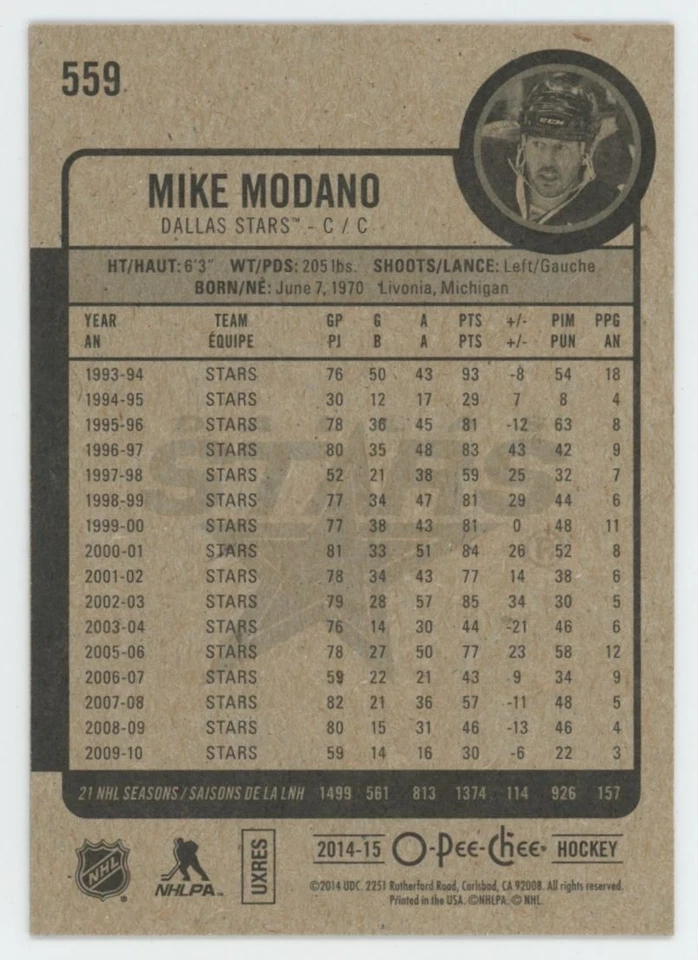 559
CCM
MIKE MODANO
DALLAS STARS™ - C / C
HT/HAUT: 6'3" WT/PDS: 205 lbs. SHOOTS/LANCE: Left/Gauche
BORN/NÉ: June 7, 1970 Livonia, Michigan
YEAR TEAM GP G A PTS +/- PIM PPG
AN ÉQUIPE PJ B A PTS +/- PUN AN
1993-94 STARS 76 50 43 93 -8 54 18
1994-95 STARS 30 12 17 29 7 8 4
1995-96 STARS 78 36 45 81 -12 63 8
1996-97 STARS 80 35 48 83 43 42 9
1997-98 STARS 52 21 38 59 25 32 7
1998-99 STARS 77 34 47 81 29 44 6
1999-00 STARS 77 38 43 81 0 48 11
2000-01 STARS 81 33 51 84 26 52 8
2001-02 STARS 78 34 43 77 14 38 6
2002-03 STARS 79 28 57 85 34 30 5
2003-04 STARS 76 14 30 44 -21 46 6
2005-06 STARS 78 27 50 77 23 58 12
2006-07 STARS 59 22 21 43 9 34 9
2007-08 STARS 82 21 36 57 -11 48 5
2008-09 STARS 80 15 31 46 -13 46 4
2009-10 STARS 59 14 16 30 -6 22 3
STARS
21 NHL SEASONS / SAISONS DE LA LNH 1499 561 813 1374 114 926 157
NHL ® NHLPA™ UXRES 2014-15 O-Pee-Chee® HOCKEY
©2014 UDC. 2251 Rutherford Road, Carlsbad, CA 92008. All rights reserved.
Printed in the USA. ©NHLPA. © NHL.